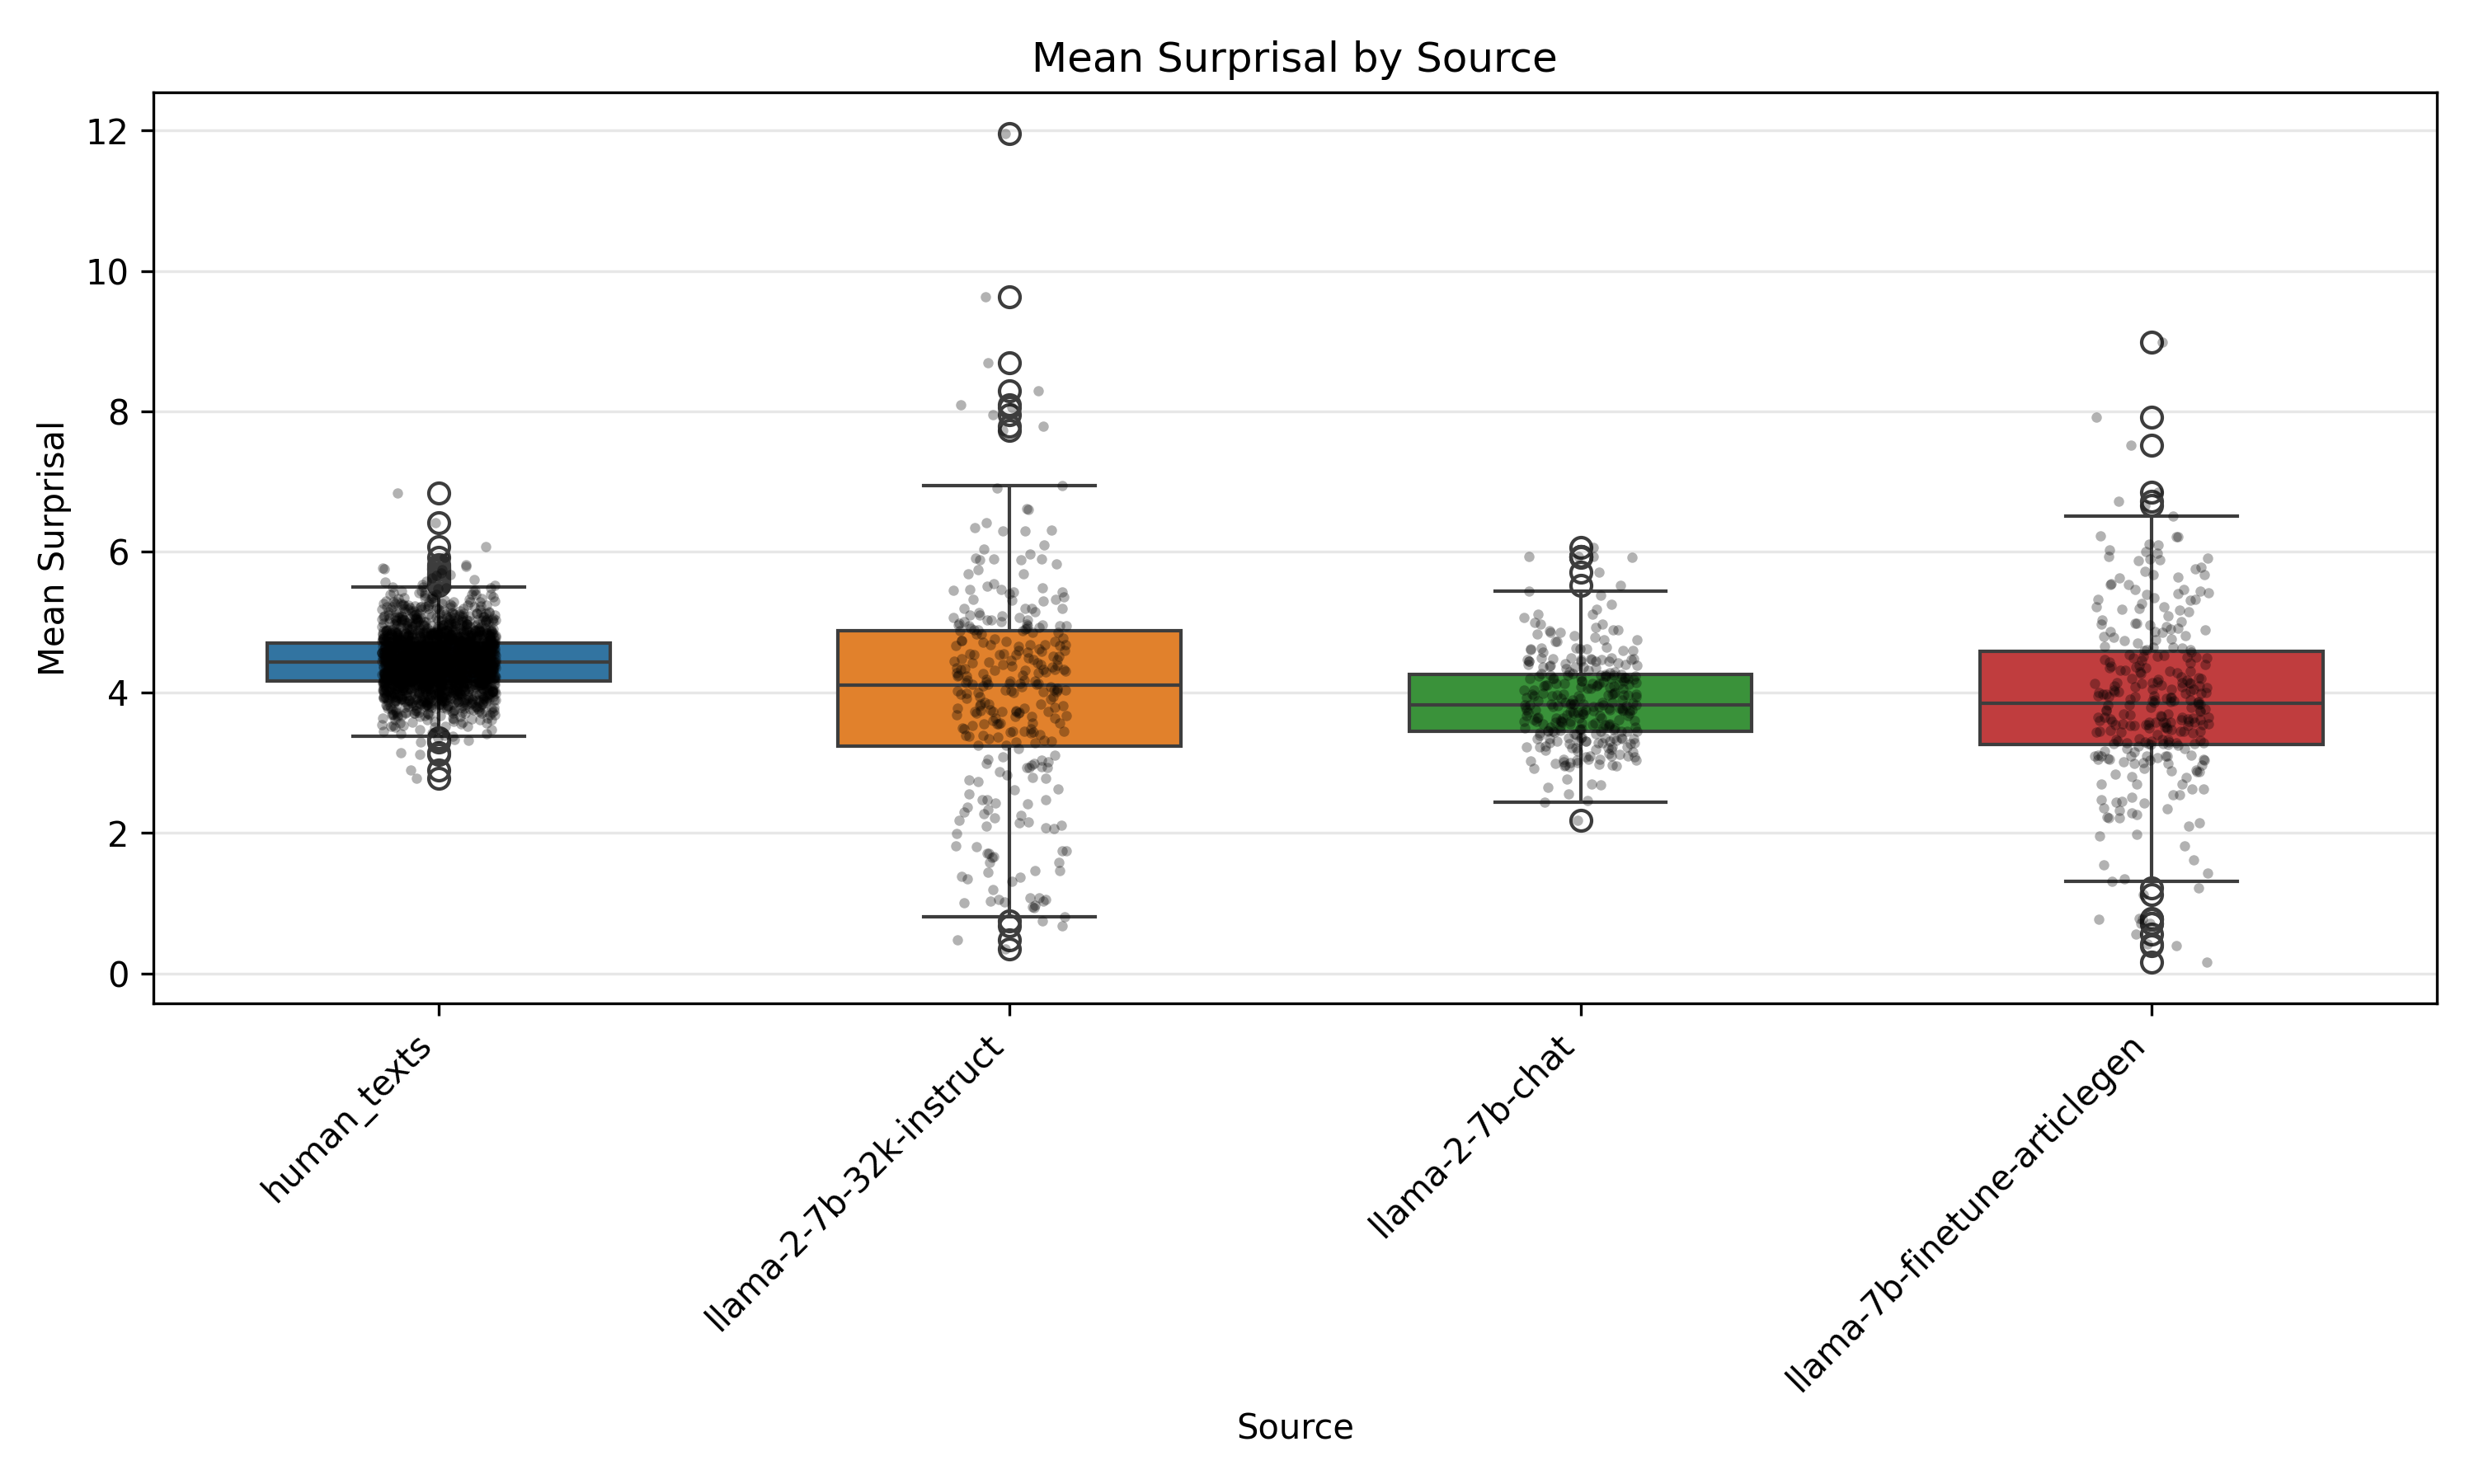 Mean Surprisal by Source
Mean Surprisal
12
10
8
6
4
2
0
human_texts
llama-2-7b-32k-instruct
llama-2-7b-chat
llama-7b-finetune-articlegen
Source